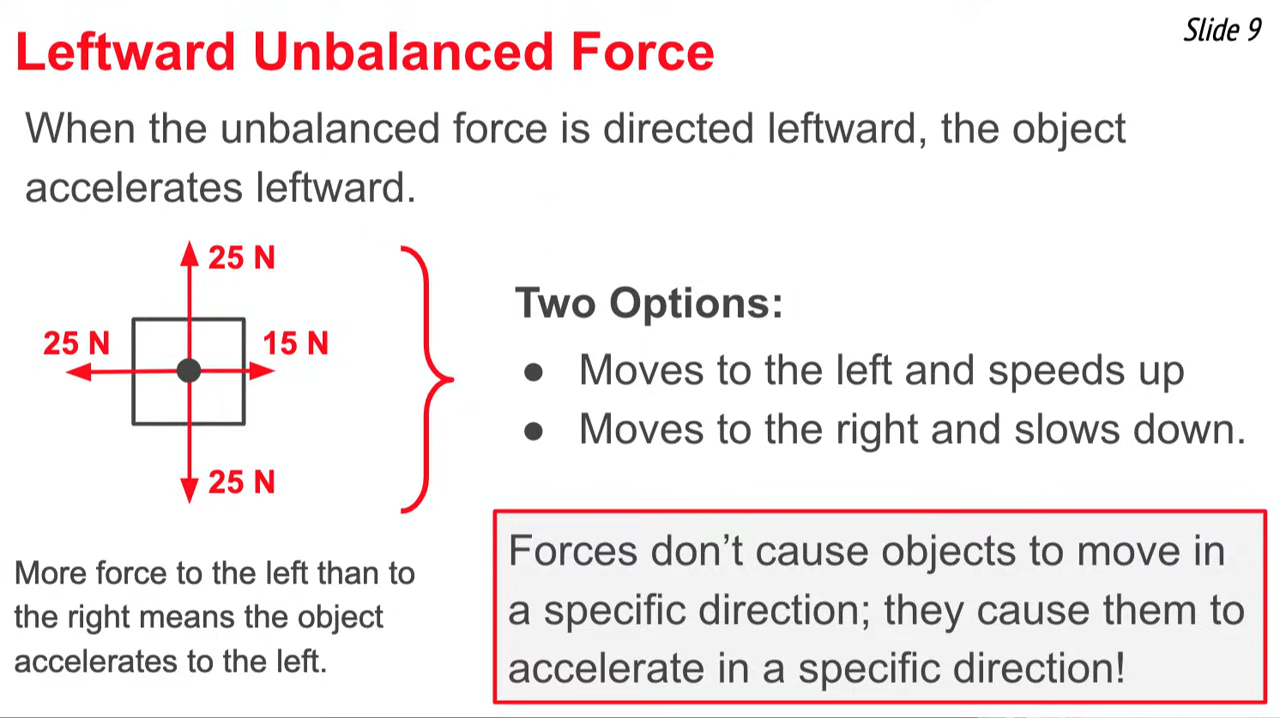 Slide 9
Leftward Unbalanced Force
When the unbalanced force is directed leftward, the object
accelerates leftward.
25 N
25 N
15 N
25 N
Two Options:
● Moves to the left and speeds up
● Moves to the right and slows down.
More force to the left than to
the right means the object
accelerates to the left.
Forces don’t cause objects to move in
a specific direction; they cause them to
accelerate in a specific direction!